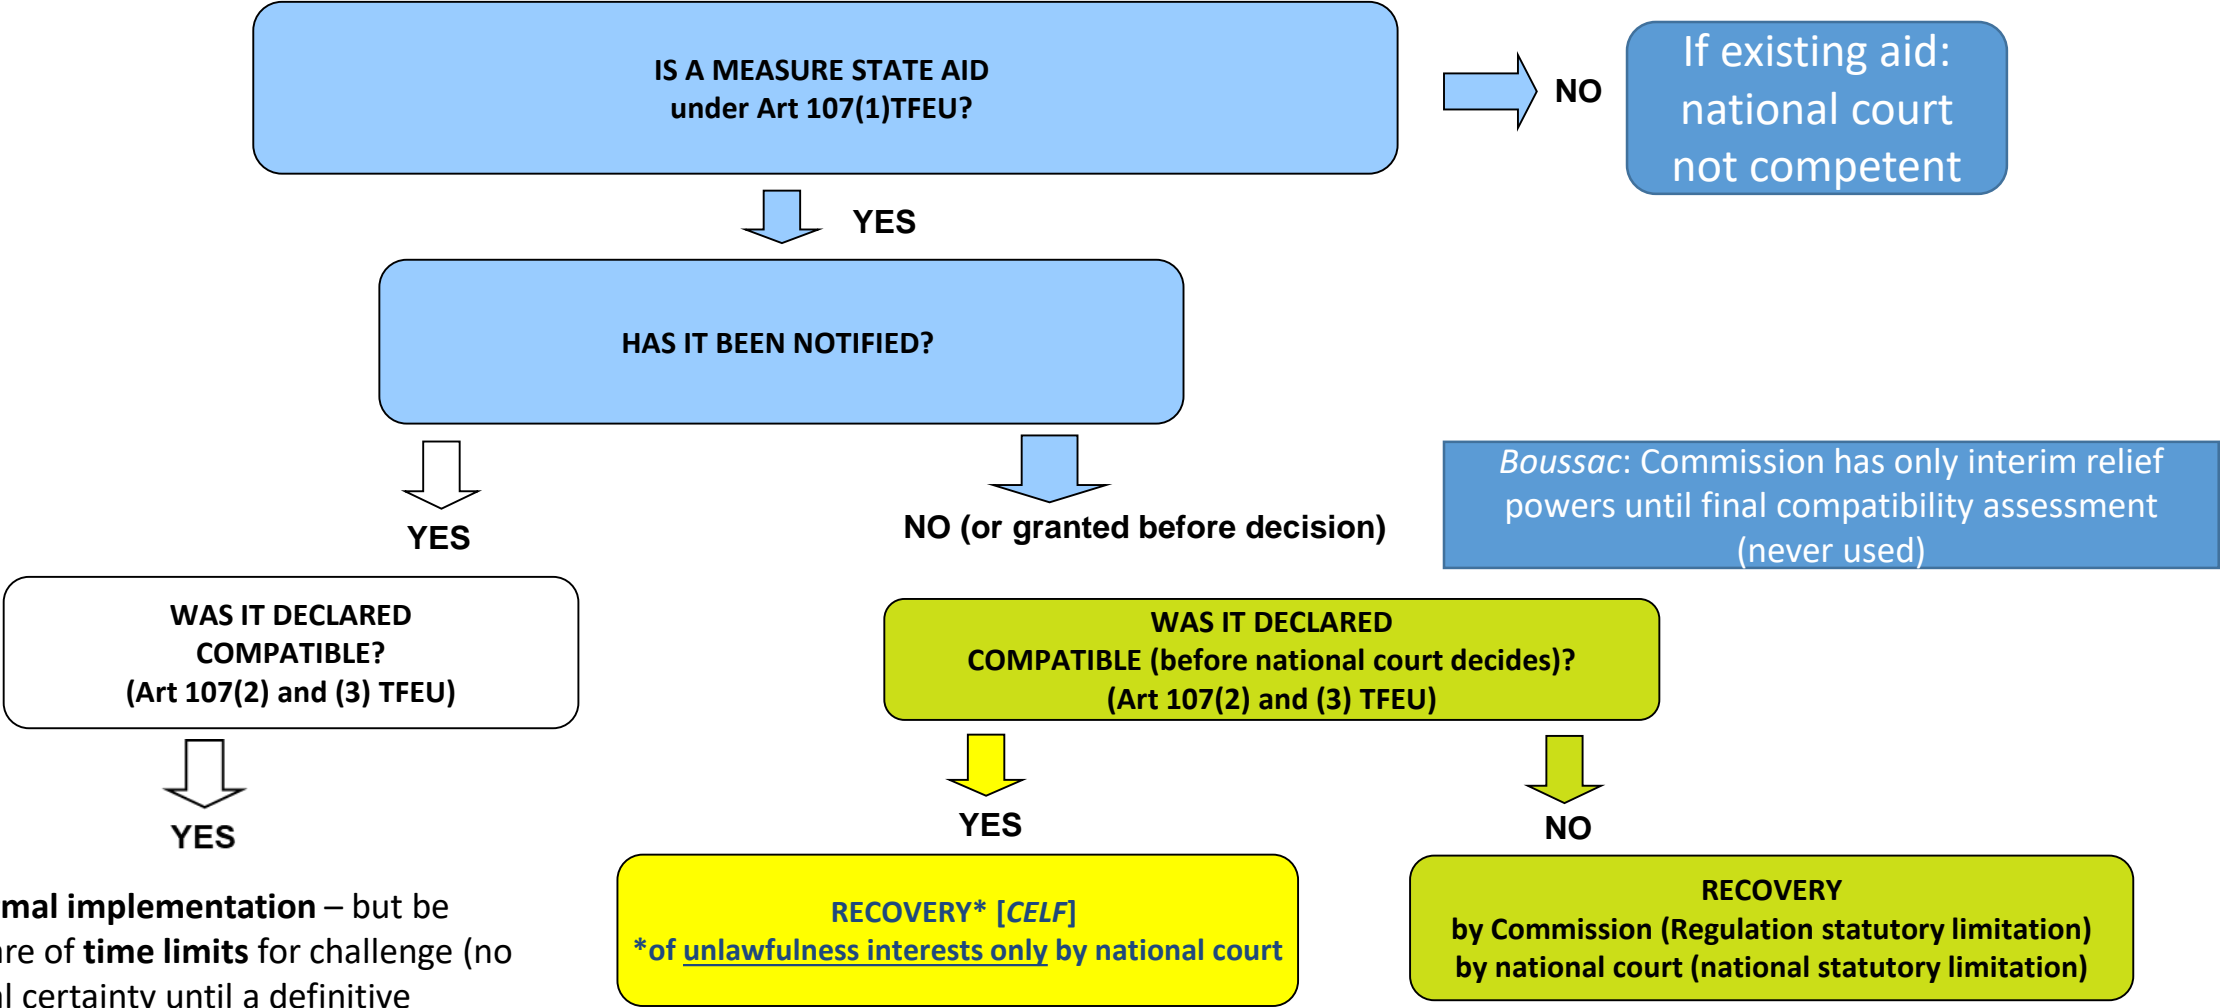 IS A MEASURE STATE AID
under Art 107(1)TFEU?
NO
If existing aid:
national court
not competent
YES
HAS IT BEEN NOTIFIED?
YES
NO (or granted before decision)
Boussac: Commission has only interim relief
powers until final compatibility assessment
(never used)
WAS IT DECLARED
COMPATIBLE?
(Art 107(2) and (3) TFEU)
WAS IT DECLARED
COMPATIBLE (before national court decides)?
(Art 107(2) and (3) TFEU)
YES
YES
NO
implementation – but be
of time limits for challenge (no
certainty until a definitive
RECOVERY* [CELF]
*of unlawfulness interests only by national court
RECOVERY
by Commission (Regulation statutory limitation)
by national court (national statutory limitation)